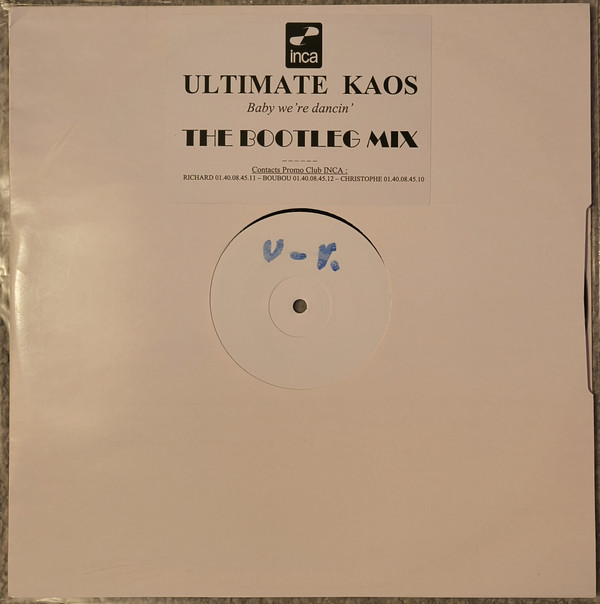 inca
ULTIMATE KAOS
Baby we're dancin'
THE BOOTLEG MIX
––––––
Contacts Promo Club INCA :
RICHARD 01.40.08.45.11 – BOUBOU 01.40.08.45.12 – CHRISTOPHE 01.40.08.45.10
U-K.